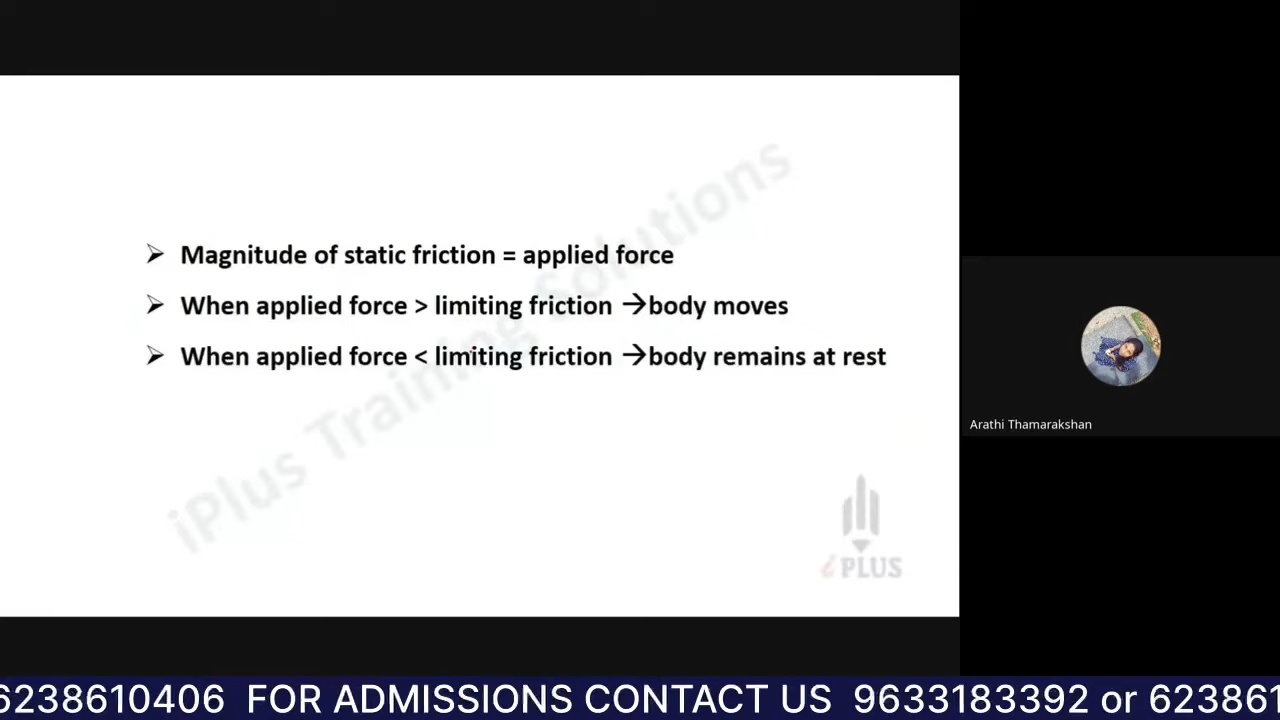 ➢ Magnitude of static friction = applied force
➢ When applied force > limiting friction →body moves
➢ When applied force < limiting friction →body remains at rest
iPlus Training Solutions
i PLUS
Arathi Thamarakshan
6238610406 FOR ADMISSIONS CONTACT US 9633183392 or 623861